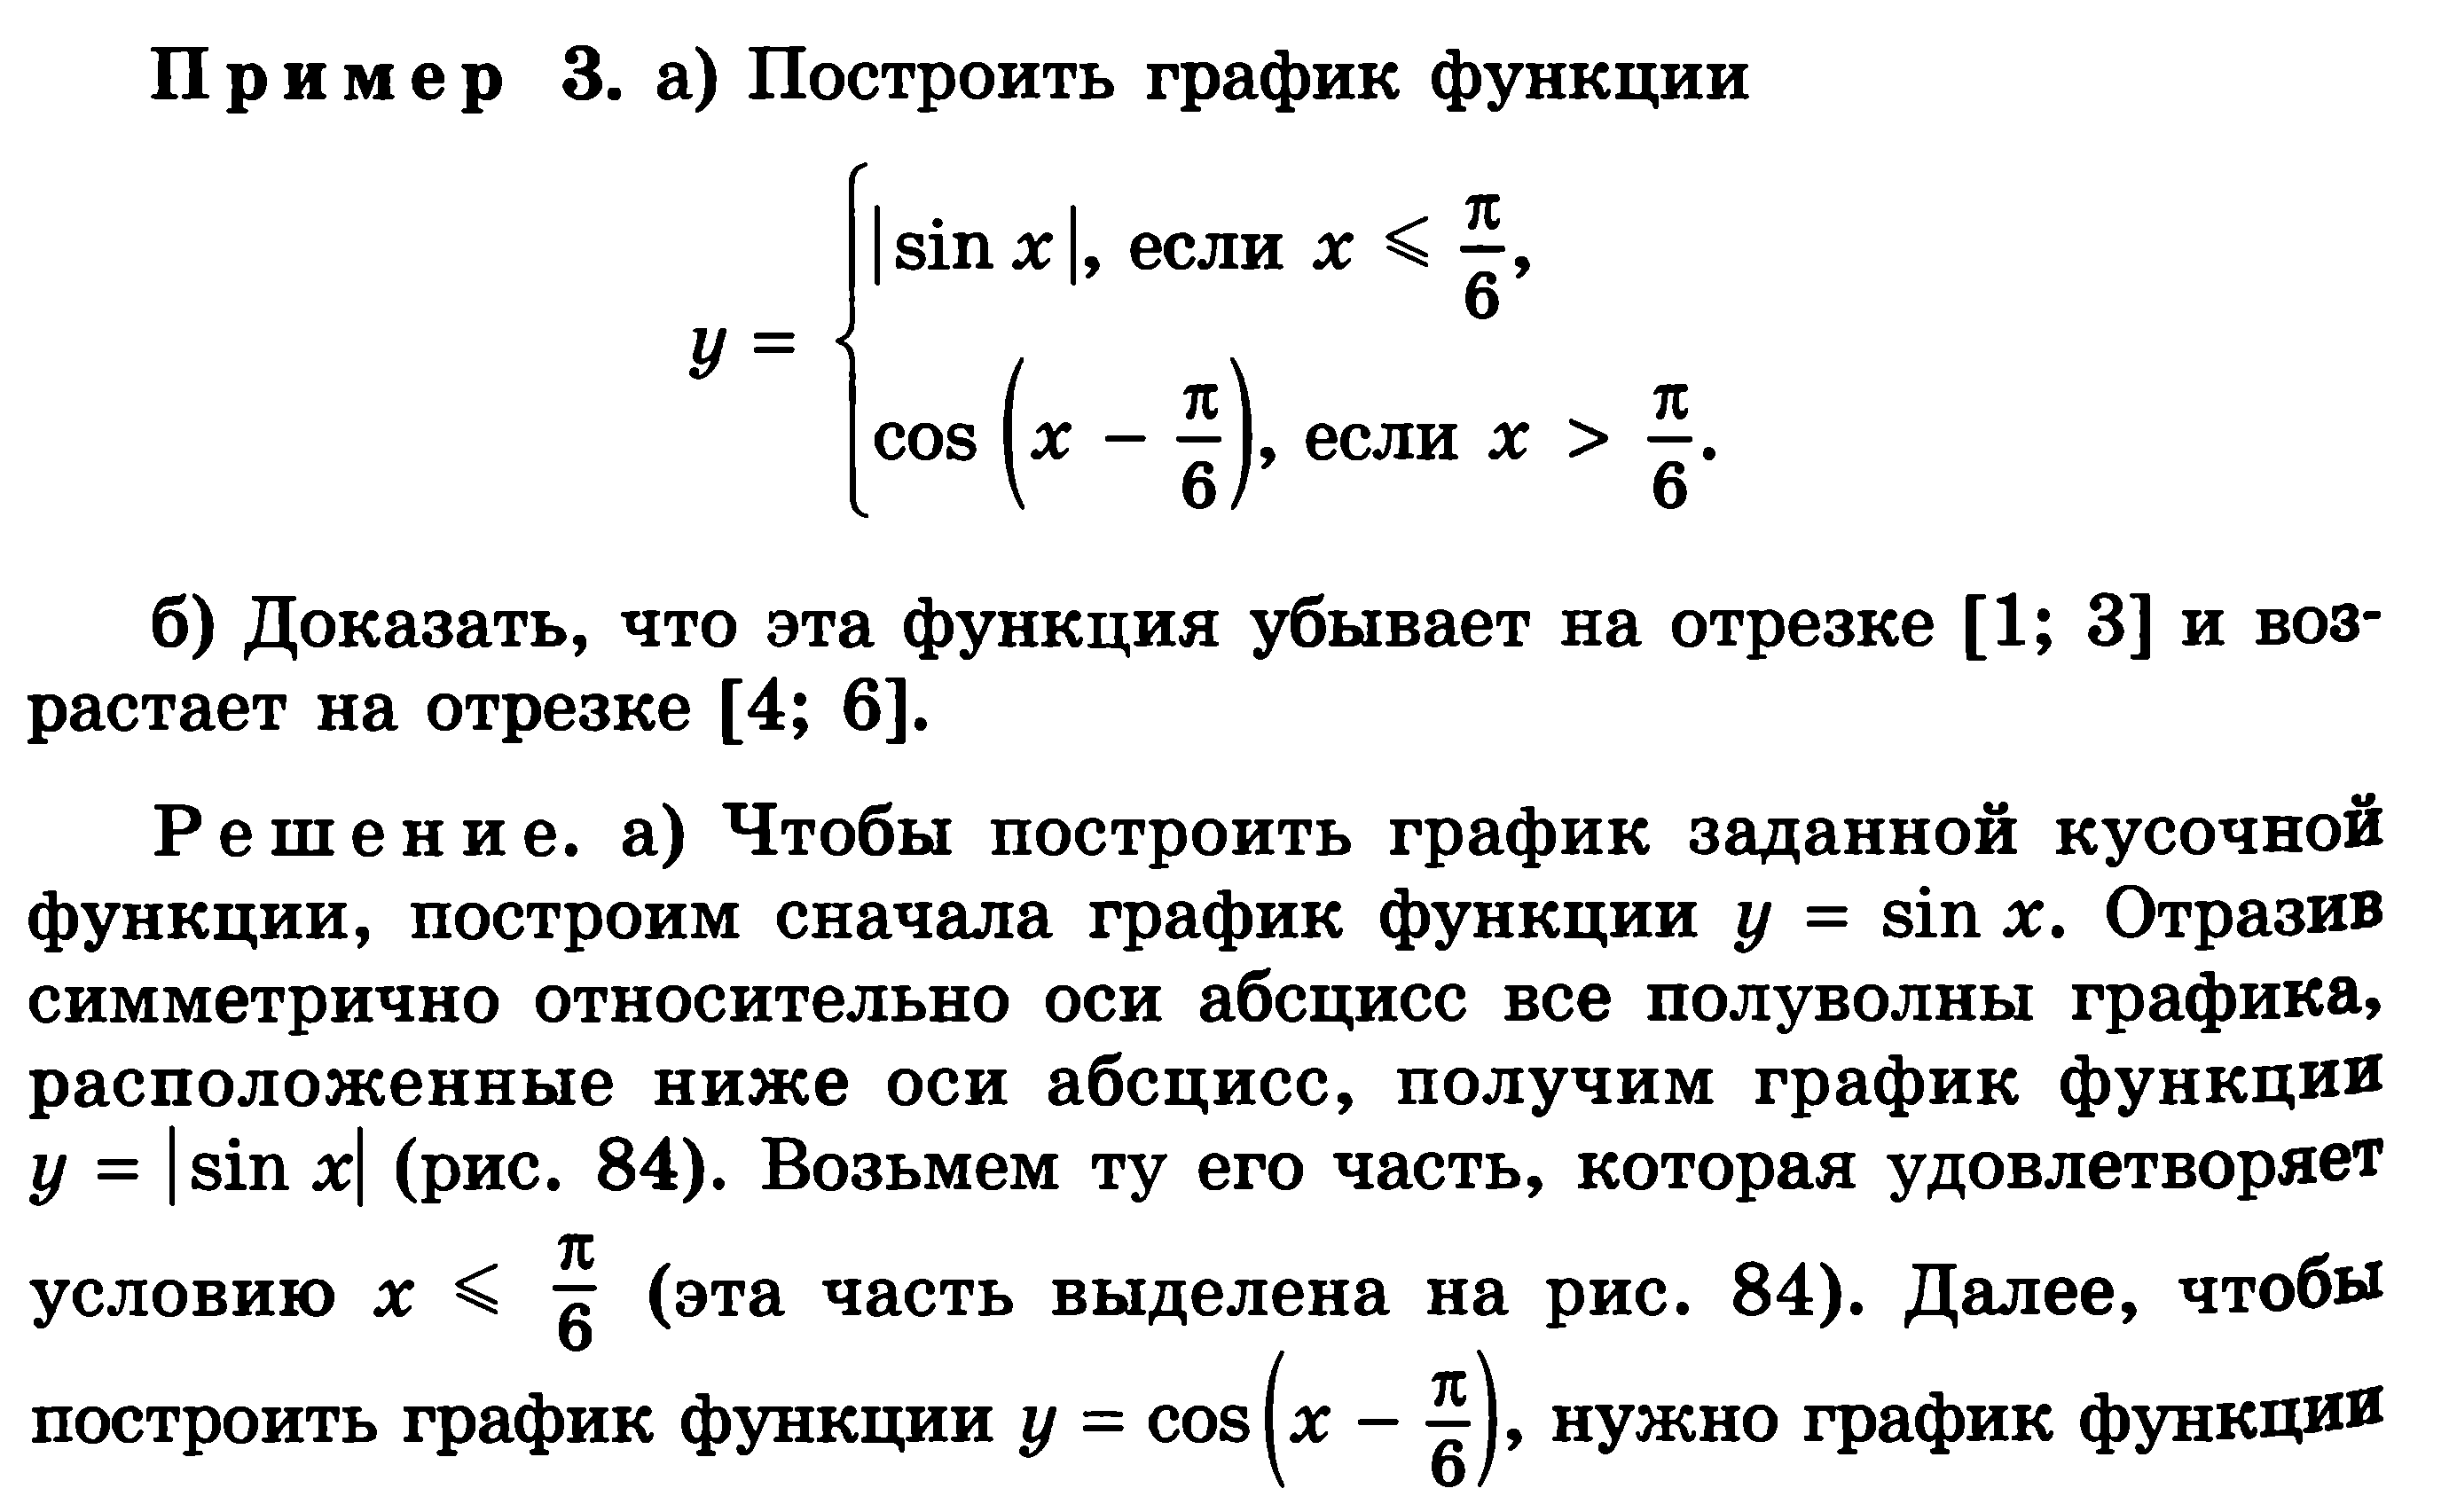 Пример 3. а) Построить график функции
y = { |sin x|, если x ⩽ π/6,
cos (x − π/6), если x > π/6.
б) Доказать, что эта функция убывает на отрезке [1; 3] и воз-
растает на отрезке [4; 6].
Решение. а) Чтобы построить график заданной кусочной
функции, построим сначала график функции y = sin x. Отразив
симметрично относительно оси абсцисс все полуволны графика,
расположенные ниже оси абсцисс, получим график функции
y = |sin x| (рис. 84). Возьмем ту его часть, которая удовлетворяет
условию x ⩽ π/6 (эта часть выделена на рис. 84). Далее, чтобы
построить график функции y = cos(x − π/6), нужно график функции